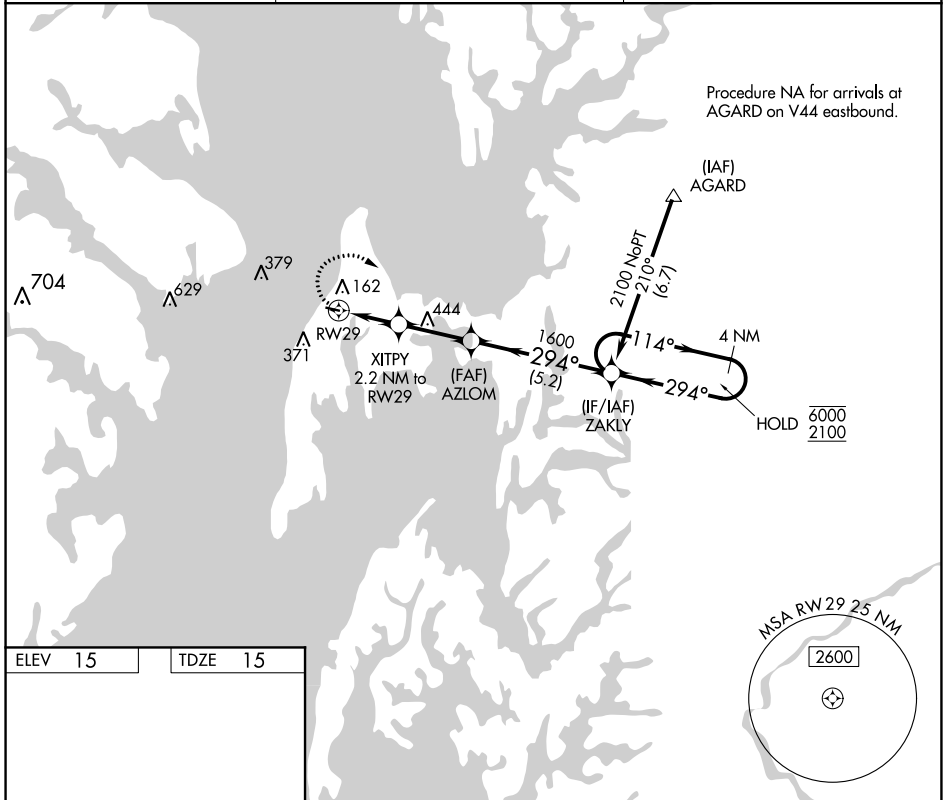 Procedure NA for arrivals at
AGARD on V44 eastbound.
(IAF)
AGARD
2100 NoPT
210°
(6.7)
704
629
379
162
444
371
RW29
XITPY
2.2 NM to
RW29
(FAF)
AZLOM
1600
294°
(5.2)
114°
4 NM
294°
(IF/IAF)
ZAKLY
HOLD
6000
2100
MSA RW29 25 NM
2600
ELEV 15
TDZE 15